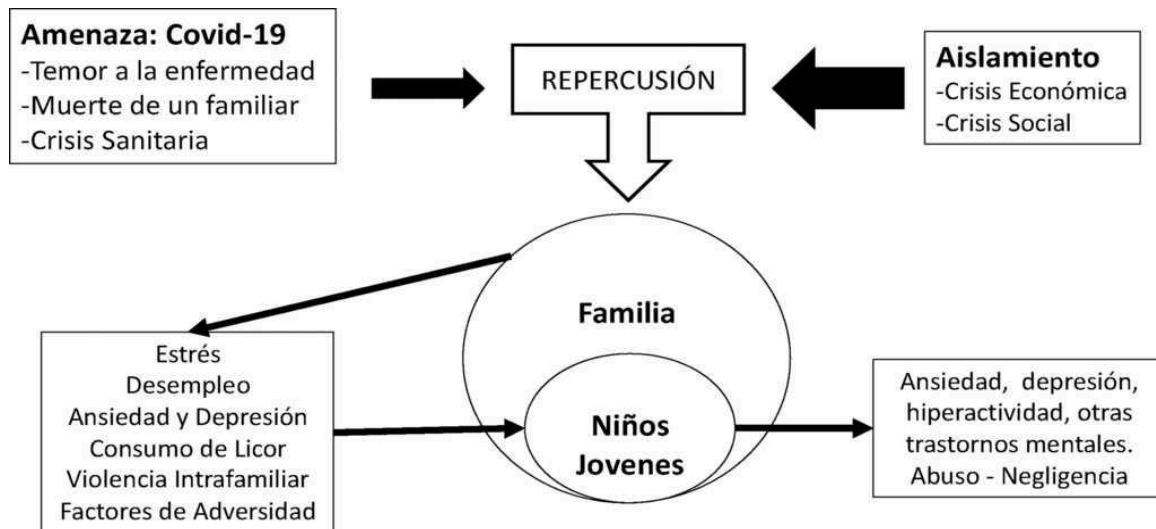 Amenaza: Covid-19
-Temor a la enfermedad
-Muerte de un familiar
-Crisis Sanitaria
REPERCUSIÓN
Aislamiento
-Crisis Económica
-Crisis Social
Familia
Niños
Jovenes
Estrés
Desempleo
Ansiedad y Depresión
Consumo de Licor
Violencia Intrafamiliar
Factores de Adversidad
Ansiedad, depresión,
hiperactividad, otras
trastornos mentales.
Abuso - Negligencia